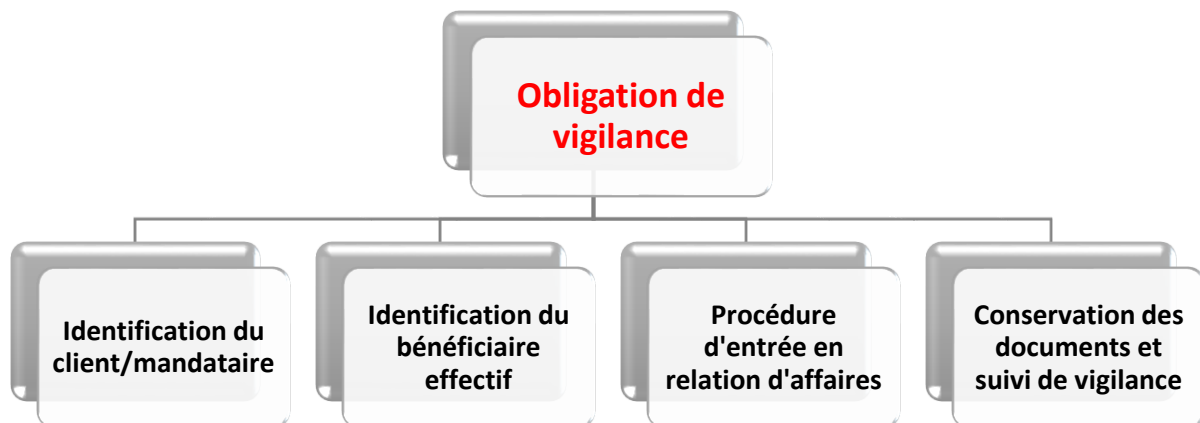 Obligation de
vigilance
Identification du
client/mandataire
Identification du
bénéficiaire
effectif
Procédure
d'entrée en
relation d'affaires
Conservation des
documents et
suivi de vigilance